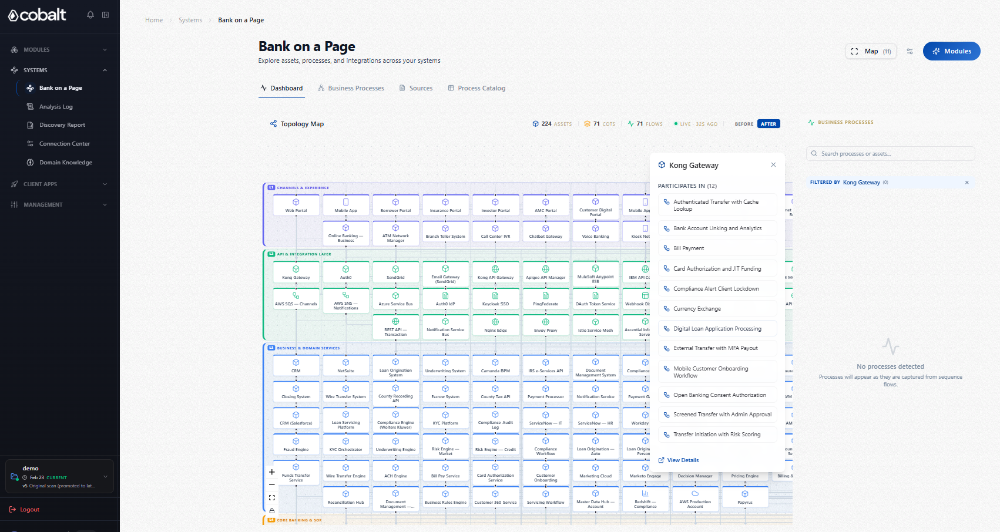 cobalt
MODULES
SYSTEMS
Bank on a Page
Analysis Log
Discovery Report
Connection Center
Domain Knowledge
CLIENT APPS
MANAGEMENT
demo
Feb 23 CURRENT
v5 Original scan (promoted to lat...
Logout
Home
Systems
Bank on a Page
Bank on a Page
Explore assets, processes, and integrations across your systems
Map (11)
Modules
Dashboard
Business Processes
Sources
Process Catalog
Topology Map
224 ASSETS
71 COTS
71 FLOWS
LIVE · 32S AGO
BEFORE
AFTER
L1 CHANNELS & EXPERIENCE
Web Portal
Mobile App
Borrower Portal
Insurance Portal
Investor Portal
AMC Portal
Customer Digital
Portal
Mobile Ap
Online Banking —
Business
ATM Network
Manager
Branch Teller System
Call Center IVR
Chatbot Gateway
Voice Banking
Kiosk Net
L2 API & INTEGRATION LAYER
Kong Gateway
Auth0
SendGrid
Email Gateway
(SendGrid)
Kong API Gateway
Apigee API Manager
MuleSoft Anypoint
ESB
IBM API Co
AWS SQS — Channels
AWS SNS —
Notifications
Azure Service Bus
Auth0 IdP
Keycloak SSO
PingFederate
OAuth Token Service
Webhook Di
REST API —
Transaction
Notification Service
Bus
Nginx Edge
Envoy Proxy
Istio Service Mesh
Ascential Info
Serve
L3 BUSINESS & DOMAIN SERVICES
CRM
NetSuite
Loan Origination
System
Underwriting System
Camunda BPM
IRS e-Services API
Document
Management System
Compliance
Closing System
Wire Transfer System
County Recording
API
Escrow System
County Tax API
Payment Processor
Notification Service
Payment Ga
CRM (Salesforce)
Loan Servicing
Platform
Compliance Engine
(Wolters Kluwer)
KYC Platform
Compliance Audit
Log
ServiceNow — IT
ServiceNow — HR
Workday
Fraud Engine
KYC Orchestrator
Underwriting Engine
Risk Engine —
Market
Risk Engine — Credit
Compliance
Workflow
Loan Origination —
Auto
Loan Origina
Person
Funds Transfer
Service
Wire Transfer Engine
ACH Engine
Bill Pay Service
Card Authorization
Service
Customer
Onboarding
Marketing Cloud
Marketo Engage
Decision Manager
Pricing Engine
Billing &
Reconciliation Hub
Document
Management —...
Business Rules Engine
Customer 360 Service
Servicing Workflow
Master Data Hub —
Account
Redshift —
Compliance
AWS Production
Account
Papyrus
L4 CORE BANKING & SOR
Kong Gateway
PARTICIPATES IN (12)
Authenticated Transfer with Cache
Lookup
Bank Account Linking and Analytics
Bill Payment
Card Authorization and JIT Funding
Compliance Alert Client Lockdown
Currency Exchange
Digital Loan Application Processing
External Transfer with MFA Payout
Mobile Customer Onboarding
Workflow
Open Banking Consent Authorization
Screened Transfer with Admin Approval
Transfer Initiation with Risk Scoring
View Details
BUSINESS PROCESSES
Search processes or assets...
FILTERED BY Kong Gateway (0)
No processes detected
Processes will appear as they are captured from sequence
flows.